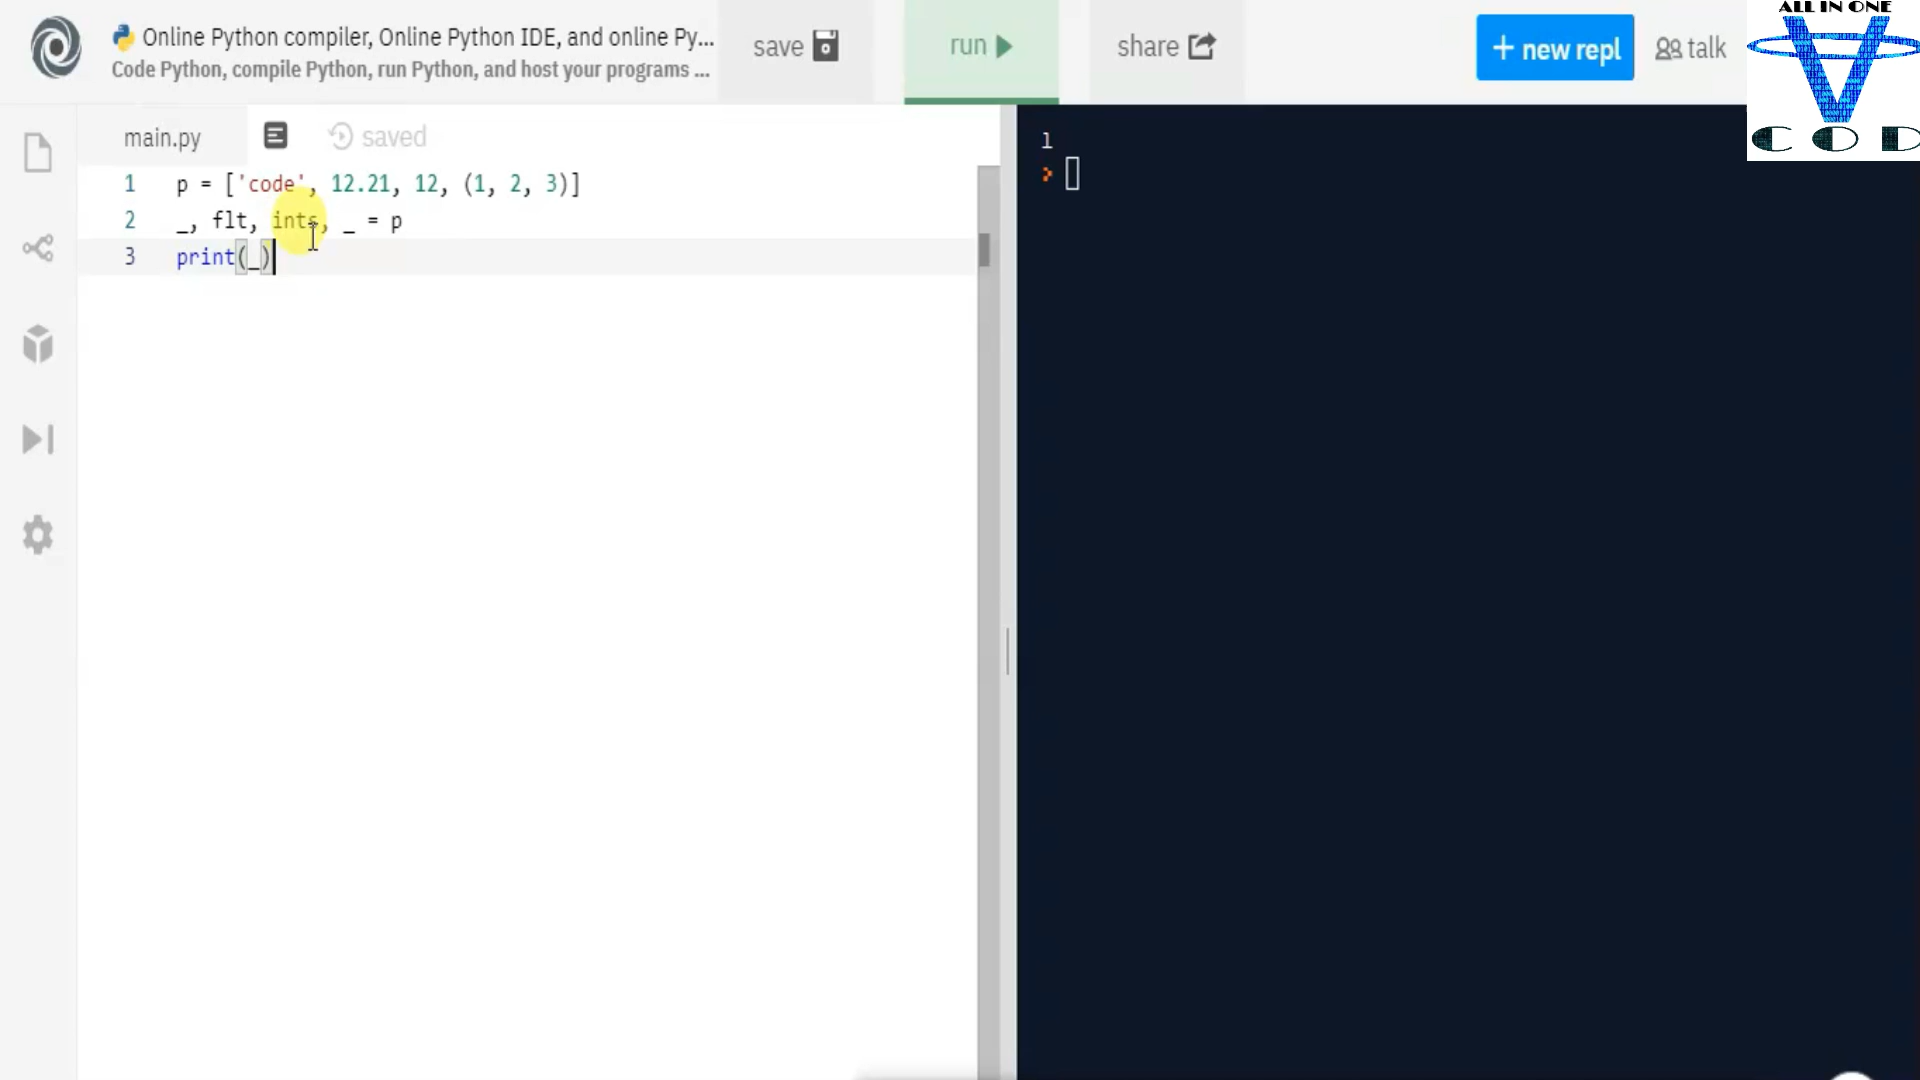 Online Python compiler, Online Python IDE, and online Py...
Code Python, compile Python, run Python, and host your programs ...
save
run
share
+ new repl
talk
ALL IN ONE
COD
main.py
saved
1 p = ['code', 12.21, 12, (1, 2, 3)]
2 _, flt, ints, _ = p
3 print(_)
1